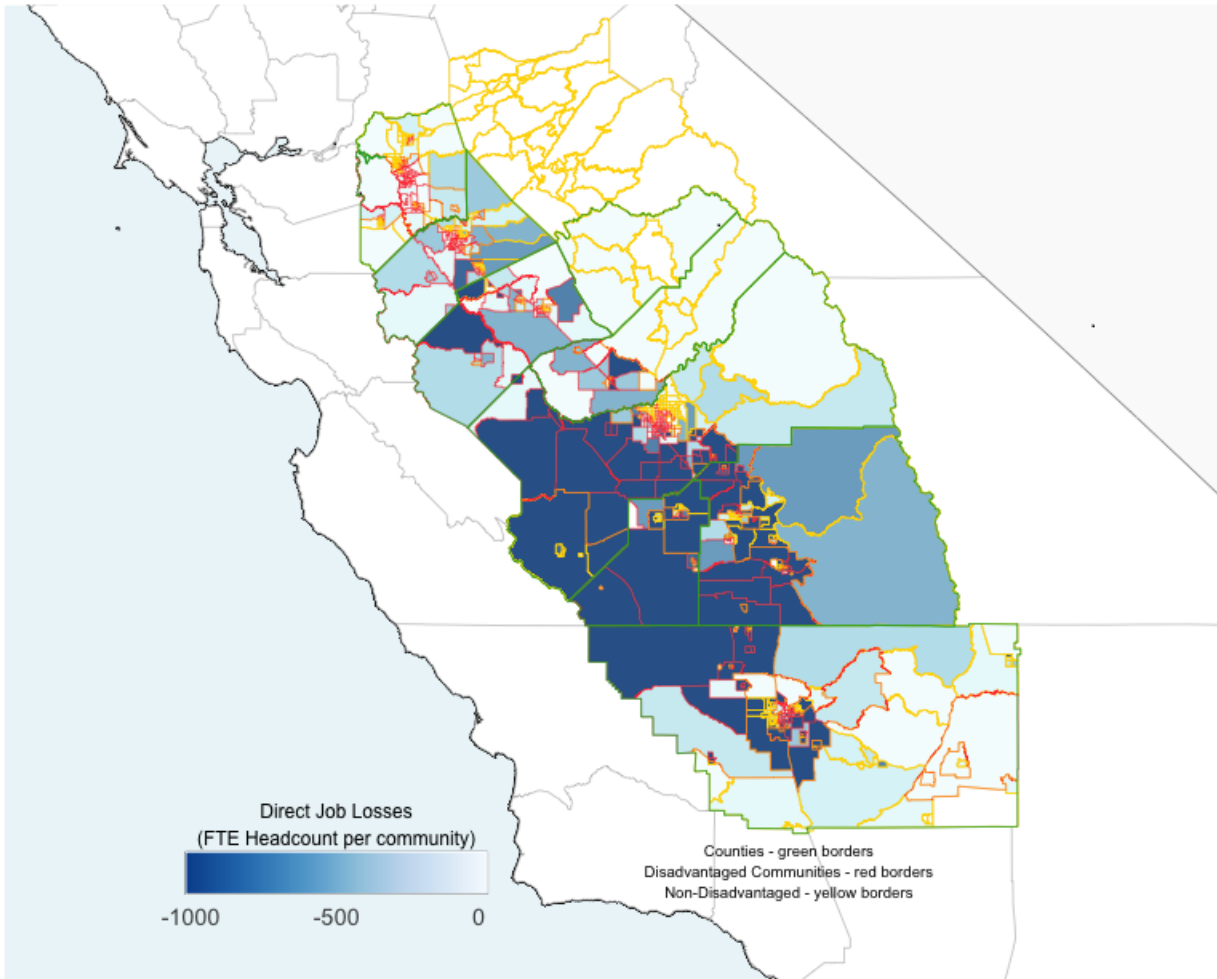 Direct Job Losses
(FTE Headcount per community)
-1000 -500 0
Counties - green borders
Disadvantaged Communities - red borders
Non-Disadvantaged - yellow borders